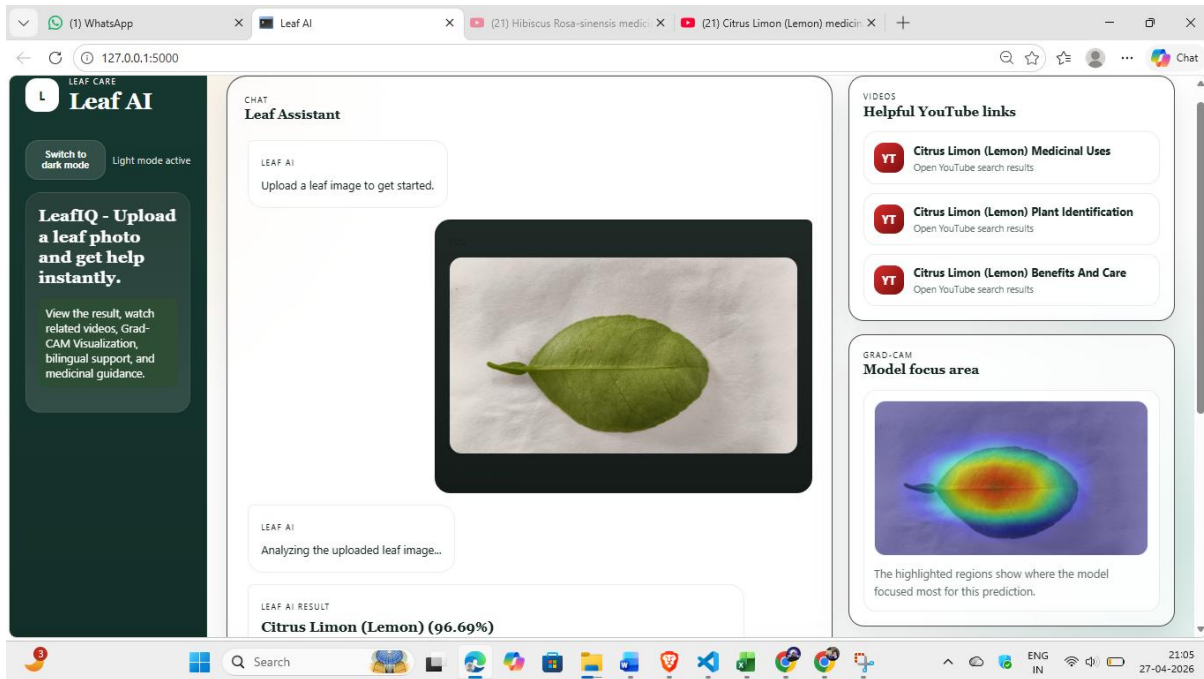 (1) WhatsApp
Leaf AI
(21) Hibiscus Rosa-sinensis medici
(21) Citrus Limon (Lemon) medicin
127.0.0.1:5000
Chat
L
LEAF CARE
Leaf AI
Switch to
dark mode
Light mode active
LeafIQ - Upload
a leaf photo
and get help
instantly.
View the result, watch
related videos, Grad-
CAM Visualization,
bilingual support, and
medicinal guidance.
CHAT
Leaf Assistant
LEAF AI
Upload a leaf image to get started.
YOU
LEAF AI
Analyzing the uploaded leaf image...
LEAF AI RESULT
Citrus Limon (Lemon) (96.69%)
VIDEOS
Helpful YouTube links
YT
Citrus Limon (Lemon) Medicinal Uses
Open YouTube search results
YT
Citrus Limon (Lemon) Plant Identification
Open YouTube search results
YT
Citrus Limon (Lemon) Benefits And Care
Open YouTube search results
GRAD-CAM
Model focus area
The highlighted regions show where the model
focused most for this prediction.
3
Search
ENG
IN
21:05
27-04-2026